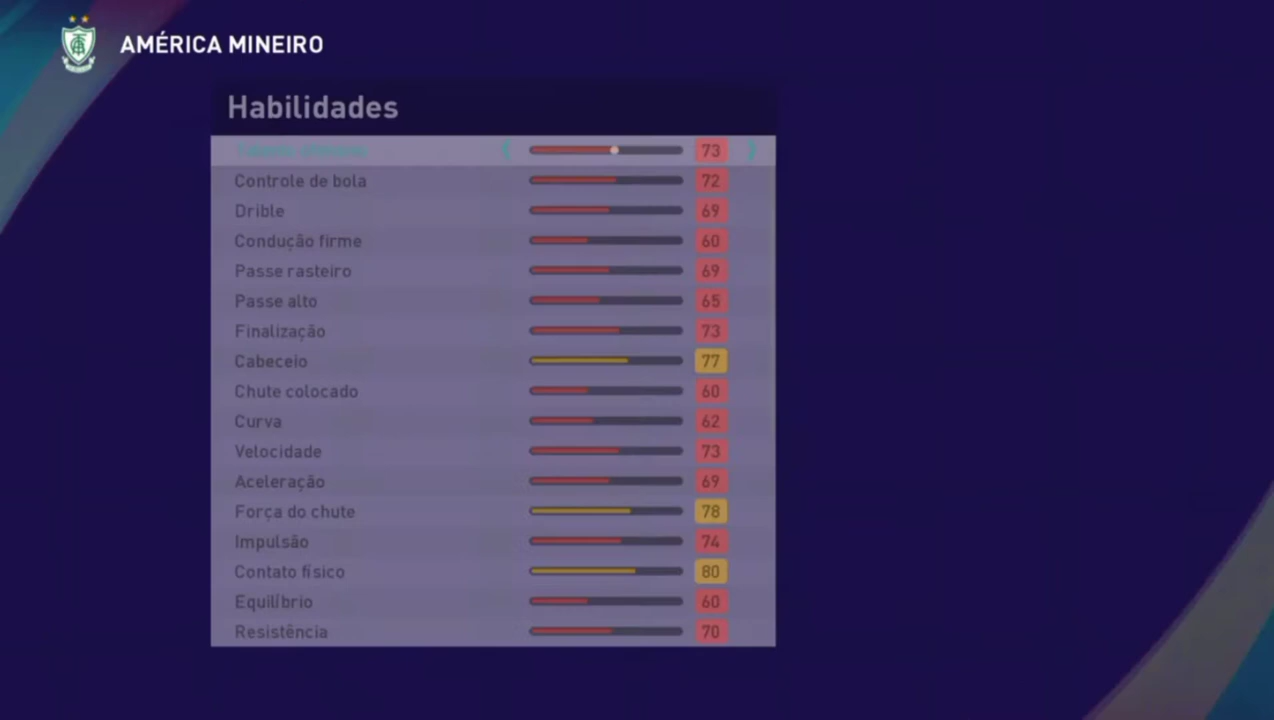 AMÉRICA MINEIRO
Habilidades
73
Controle de bola 72
Drible 69
Condução firme 60
Passe rasteiro 69
Passe alto 65
Finalização 73
Cabeceio 77
Chute colocado 60
Curva 62
Velocidade 73
Aceleração 69
Força do chute 78
Impulsão 74
Contato físico 80
Equilíbrio 60
Resistência 70